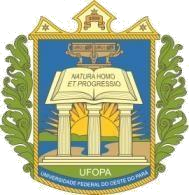 NATURA HOMO
ET PROGRESSIO
UFOPA
UNIVERSIDADE FEDERAL DO OESTE DO PARÁ